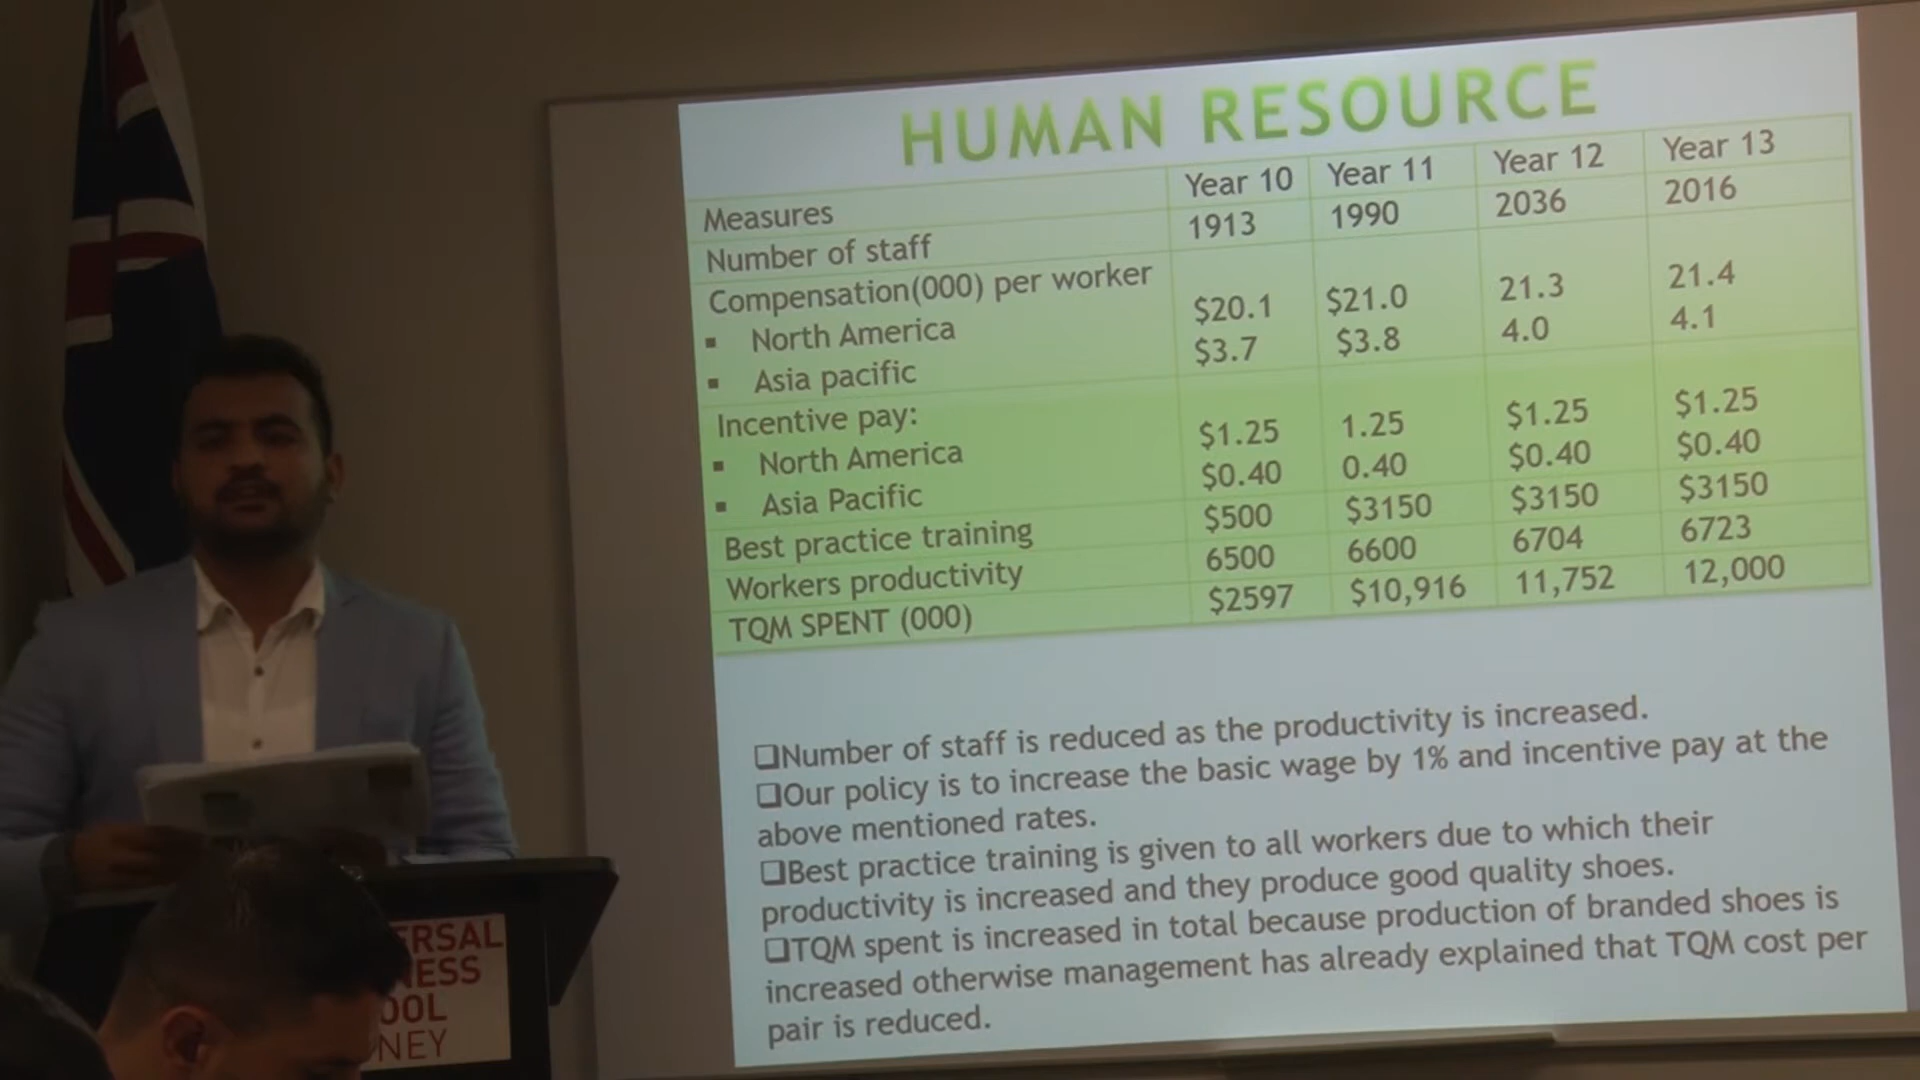 HUMAN RESOURCE
Measures Year 10 Year 11 Year 12 Year 13
Number of staff 1913 1990 2036 2016
Compensation(000) per worker
▪ North America $20.1 $21.0 21.3 21.4
▪ Asia pacific $3.7 $3.8 4.0 4.1
Incentive pay:
▪ North America $1.25 1.25 $1.25 $1.25
▪ Asia Pacific $0.40 0.40 $0.40 $0.40
Best practice training $500 $3150 $3150 $3150
Workers productivity 6500 6600 6704 6723
TQM SPENT (000) $2597 $10,916 11,752 12,000
❑Number of staff is reduced as the productivity is increased.
❑Our policy is to increase the basic wage by 1% and incentive pay at the
above mentioned rates.
❑Best practice training is given to all workers due to which their
productivity is increased and they produce good quality shoes.
❑TQM spent is increased in total because production of branded shoes is
increased otherwise management has already explained that TQM cost per
pair is reduced.
ERSAL
NESS
OOL
NEY